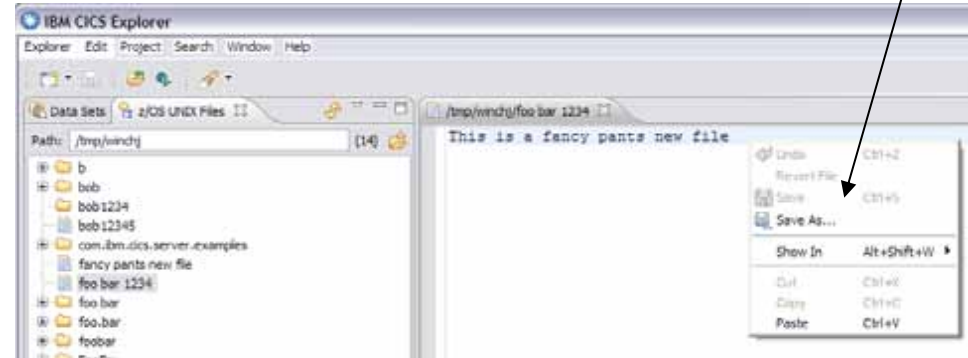 IBM CICS Explorer
Explorer Edit Project Search Window Help
Data Sets z/OS UNIX Files
/tmp/winchj/foo bar 1234
Path: /tmp/winchj (14)
This is a fancy pants new file
b
bob
bob1234
bob12345
com.ibm.cics.server.examples
fancy pants new file
foo bar 1234
foo bar
foo.bar
foobar
Undo Ctrl+Z
Revert File
Save Ctrl+S
Save As...
Show In Alt+Shift+W
Cut Ctrl+X
Copy Ctrl+C
Paste Ctrl+V